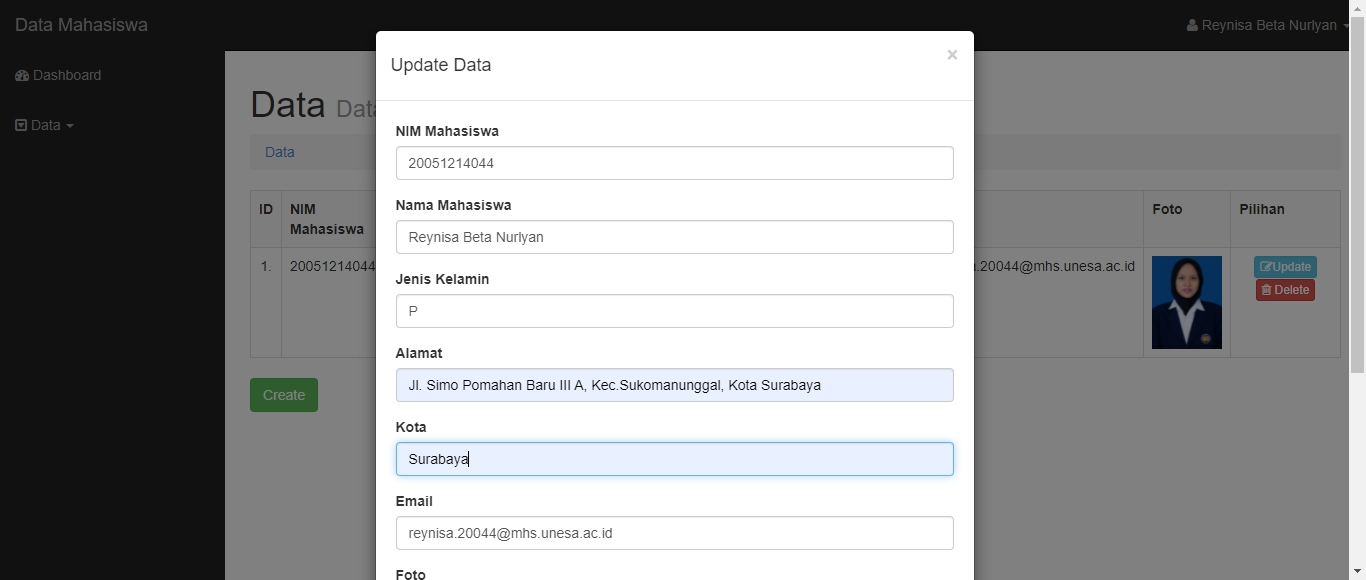 Data Mahasiswa
Reynisa Beta Nurlyan
Dashboard
Data
Data
Data
ID
NIM
Mahasiswa
Foto
Pilihan
1.
20051214044
.20044@mhs.unesa.ac.id
Update
Delete
Create
Update Data
×
NIM Mahasiswa
20051214044
Nama Mahasiswa
Reynisa Beta Nurlyan
Jenis Kelamin
P
Alamat
Jl. Simo Pomahan Baru III A, Kec.Sukomanunggal, Kota Surabaya
Kota
Surabaya
Email
reynisa.20044@mhs.unesa.ac.id
Foto